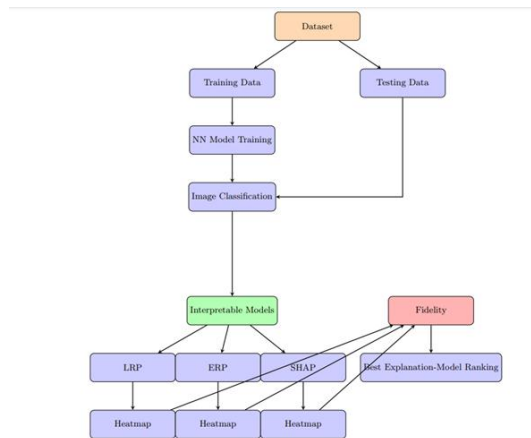 Dataset
Training Data
Testing Data
NN Model Training
Image Classification
Interpretable Models
Fidelity
LRP
ERP
SHAP
Best Explanation-Model Ranking
Heatmap
Heatmap
Heatmap